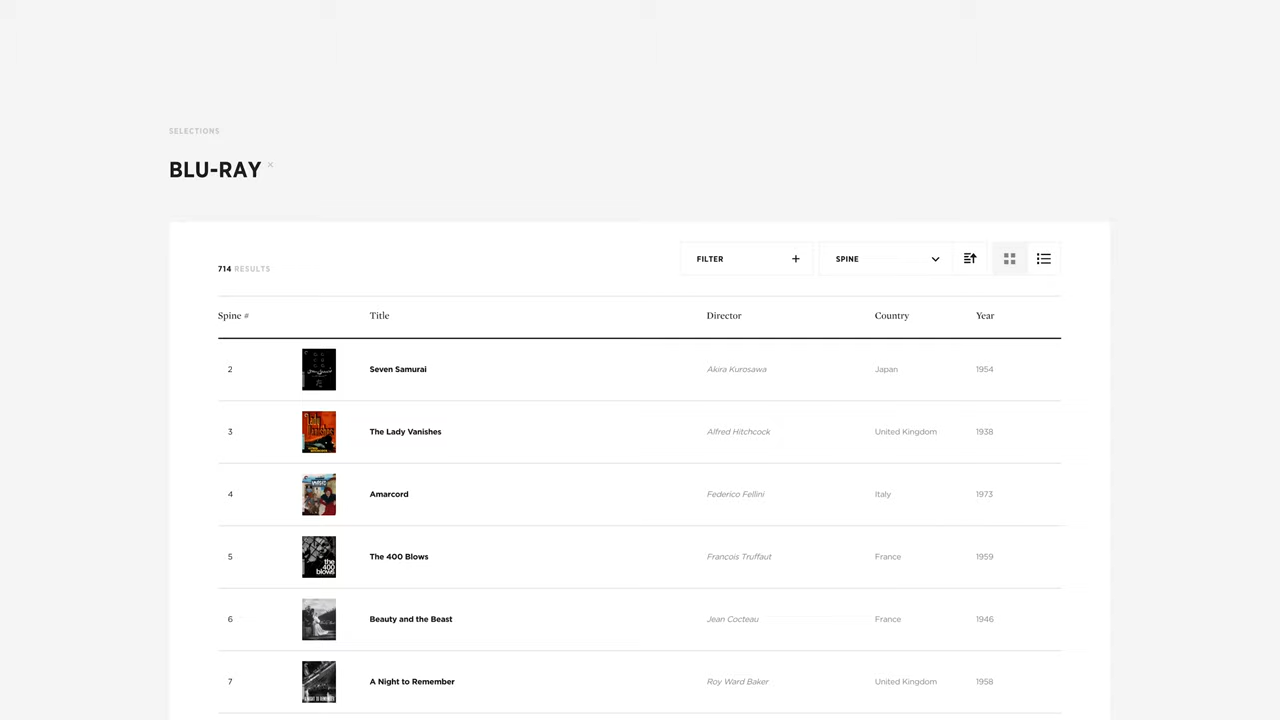 SELECTIONS
BLU-RAY ×
714 RESULTS
FILTER +
SPINE
Spine # Title Director Country Year
2 Seven Samurai Akira Kurosawa Japan 1954
3 The Lady Vanishes Alfred Hitchcock United Kingdom 1938
4 Amarcord Federico Fellini Italy 1973
5 the 400 blows The 400 Blows Francois Truffaut France 1959
6 Beauty and the Beast Jean Cocteau France 1946
7 A Night to Remember Roy Ward Baker United Kingdom 1958